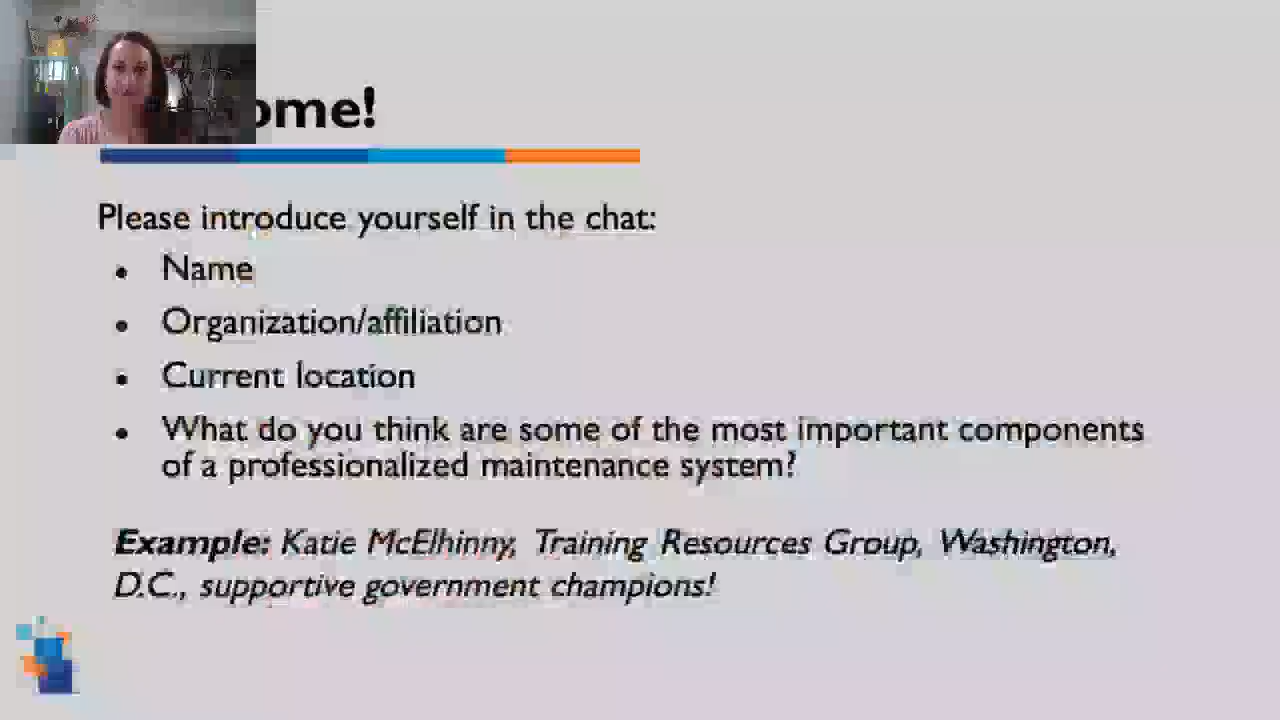 ome!
Please introduce yourself in the chat:
• Name
• Organization/affiliation
• Current location
• What do you think are some of the most important components
of a professionalized maintenance system?
Example: Katie McElhinny, Training Resources Group, Washington,
D.C., supportive government champions!